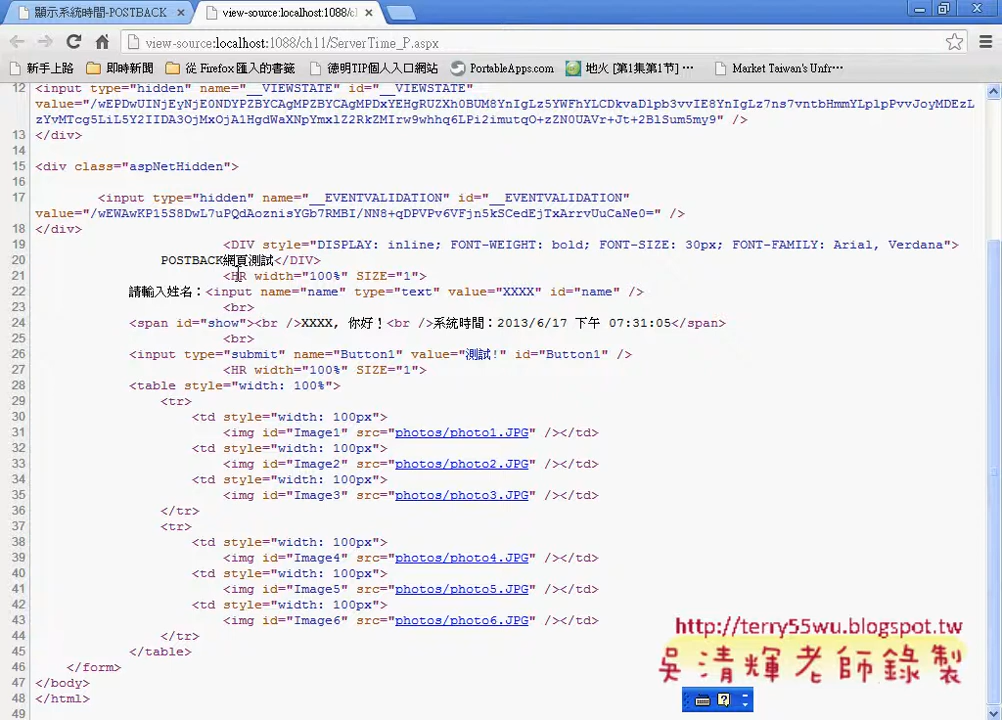 顯示系統時間-POSTBACK
view-source:localhost:1088/cl
view-source:localhost:1088/ch11/ServerTime_P.aspx
新手上路 即時新聞 從 Firefox 匯入的書籤 德明TIP個人入口網站 PortableApps.com 地火 [第1集第1节] ··· Market Taiwan's Unfr···
12 <input type="hidden" name="__VIEWSTATE" id="__VIEWSTATE"
13 </div>
14
15 <div class="aspNetHidden">
16
17 <input type="hidden" name="__EVENTVALIDATION" id="__EVENTVALIDATION"
value="/wEWAwKP15S8DwL7uPQdAoznisYGb7RMBI/NN8+qDPVPv6VFjn5kSCedEjTxArrvUuCaNe0=" />
18 </div>
19 <DIV style="DISPLAY: inline; FONT-WEIGHT: bold; FONT-SIZE: 30px; FONT-FAMILY: Arial, Verdana">
20 POSTBACK網頁測試</DIV>
21 <HR width="100%" SIZE="1">
22 請輸入姓名：<input name="name" type="text" value="XXXX" id="name" />
23 <br>
24 <span id="show"><br />XXXX, 你好！<br />系統時間：2013/6/17 下午 07:31:05</span>
25 <br>
26 <input type="submit" name="Button1" value="測試!" id="Button1" />
27 <HR width="100%" SIZE="1">
28 <table style="width: 100%">
29 <tr>
30 <td style="width: 100px">
31 <img id="Image1" src="photos/photo1.JPG" /></td>
32 <td style="width: 100px">
33 <img id="Image2" src="photos/photo2.JPG" /></td>
34 <td style="width: 100px">
35 <img id="Image3" src="photos/photo3.JPG" /></td>
36 </tr>
37 <tr>
38 <td style="width: 100px">
39 <img id="Image4" src="photos/photo4.JPG" /></td>
40 <td style="width: 100px">
41 <img id="Image5" src="photos/photo5.JPG" /></td>
42 <td style="width: 100px">
43 <img id="Image6" src="photos/photo6.JPG" /></td>
44 </tr>
45 </table>
46 </form>
47 </body>
48 </html>
49
http://terry55wu.blogspot.tw
吳清輝老師錄製